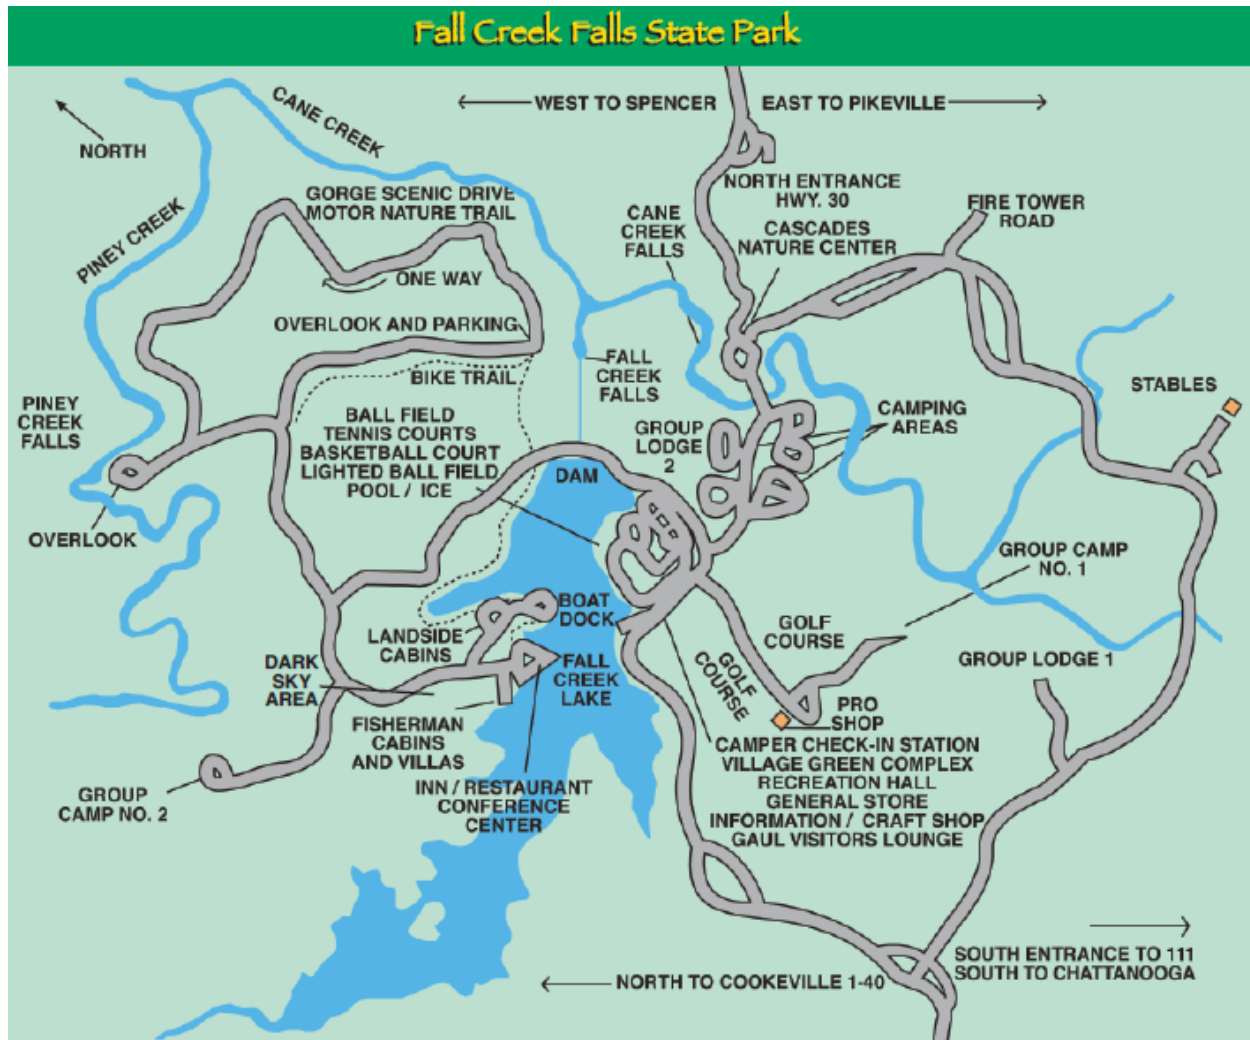 Fall Creek Falls State Park
WEST TO SPENCER
EAST TO PIKEVILLE
NORTH
CANE CREEK
PINEY CREEK
GORGE SCENIC DRIVE
MOTOR NATURE TRAIL
ONE WAY
OVERLOOK AND PARKING
BIKE TRAIL
NORTH ENTRANCE
HWY. 30
CANE
CREEK
FALLS
CASCADES
NATURE CENTER
FIRE TOWER
ROAD
FALL
CREEK
FALLS
STABLES
PINEY
CREEK
FALLS
BALL FIELD
TENNIS COURTS
BASKETBALL COURT
LIGHTED BALL FIELD
POOL / ICE
GROUP
LODGE
2
CAMPING
AREAS
DAM
OVERLOOK
GROUP CAMP
NO. 1
BOAT
DOCK
LANDSIDE
CABINS
GOLF
COURSE
GOLF
COURSE
GROUP LODGE 1
DARK
SKY
AREA
FALL
CREEK
LAKE
FISHERMAN
CABINS
AND VILLAS
PRO
SHOP
INN / RESTAURANT
CONFERENCE
CENTER
GROUP
CAMP NO. 2
CAMPER CHECK-IN STATION
VILLAGE GREEN COMPLEX
RECREATION HALL
GENERAL STORE
INFORMATION / CRAFT SHOP
GAUL VISITORS LOUNGE
SOUTH ENTRANCE TO 111
SOUTH TO CHATTANOOGA
NORTH TO COOKEVILLE 1-40